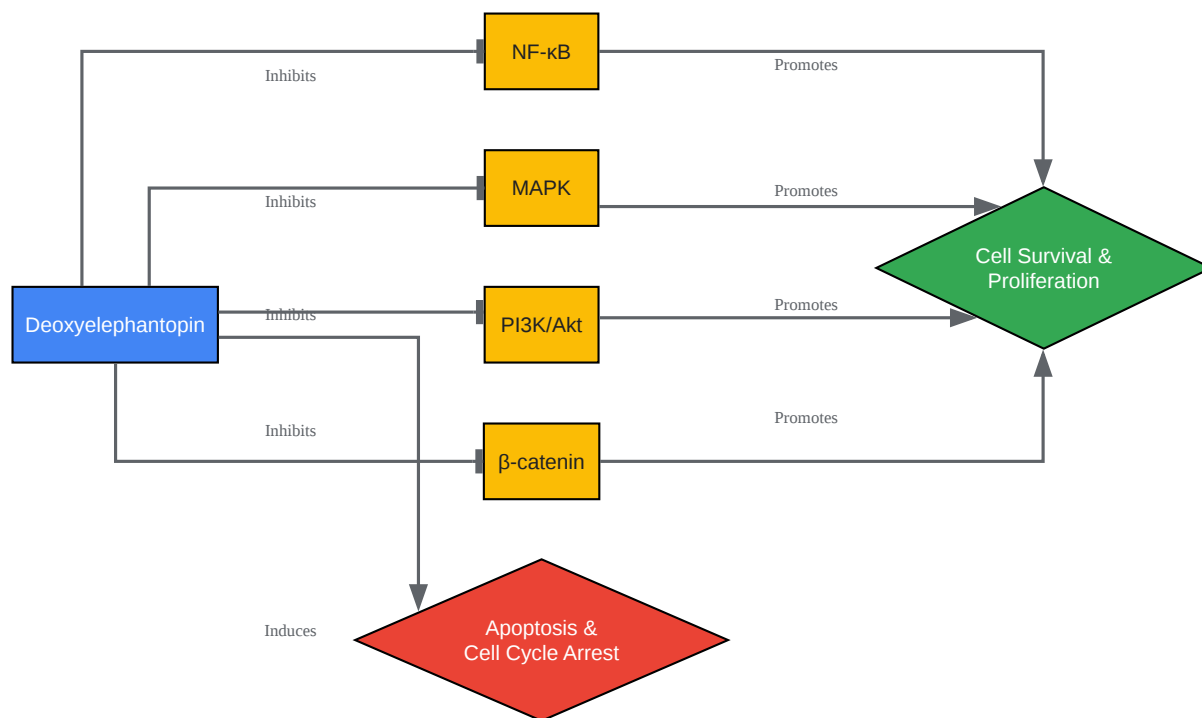 NF-κB
Inhibits
Promotes
MAPK
Inhibits
Promotes
Cell Survival &
Proliferation
Inhibits
Promotes
Deoxyelephantopin
PI3K/Akt
Promotes
Inhibits
β-catenin
Induces
Apoptosis &
Cell Cycle Arrest